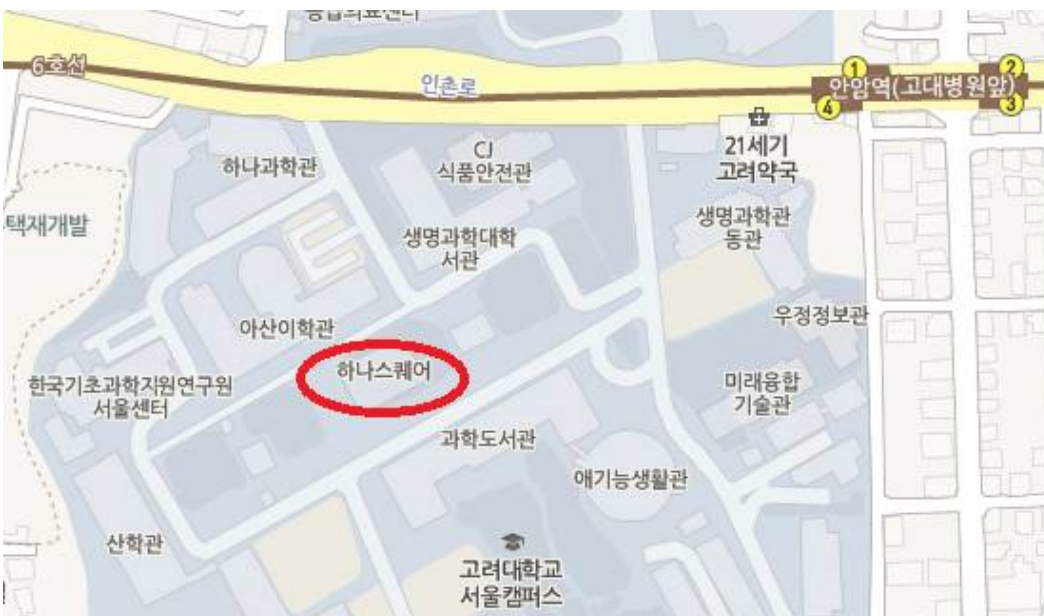 응급의료센터
6호선
인촌로
1
2
안암역(고대병원앞)
4
3
CJ
식품안전관
21세기
고려약국
하나과학관
택재개발
생명과학대학
서관
생명과학관
동관
아산이학관
우정정보관
하나스퀘어
한국기초과학지원연구원
서울센터
미래융합
기술관
과학도서관
애기능생활관
산학관
고려대학교
서울캠퍼스